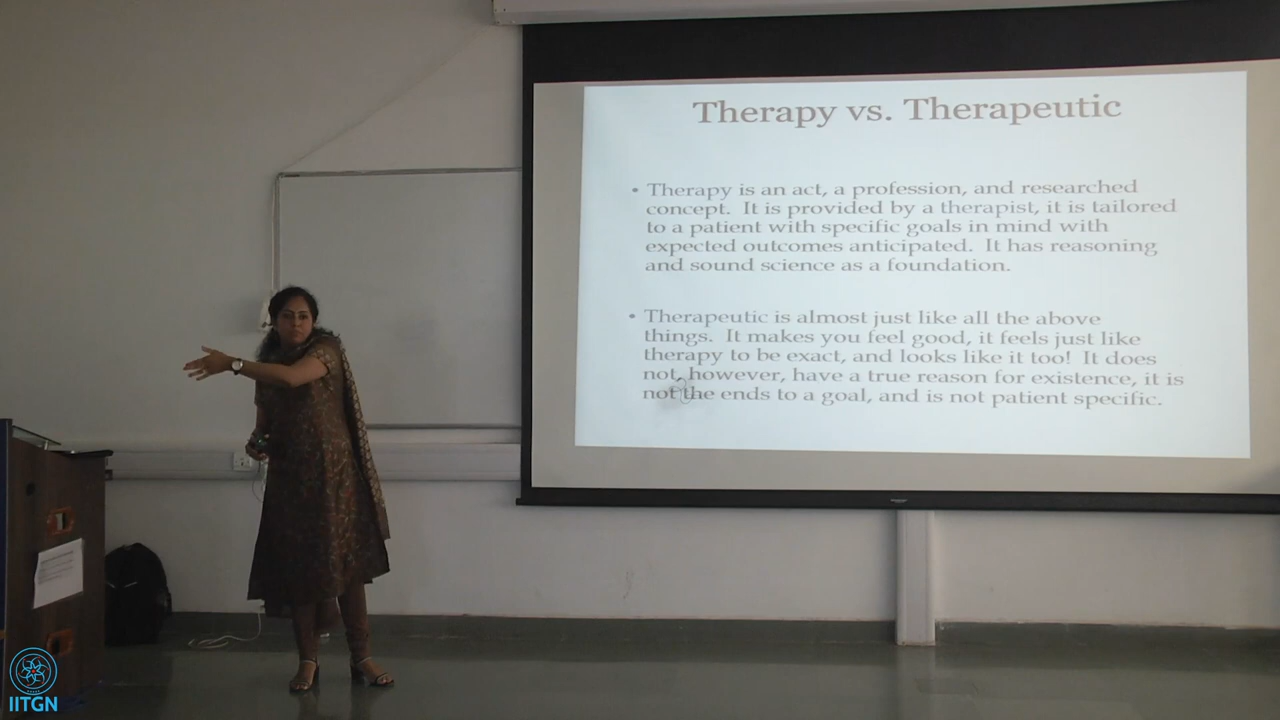 Therapy vs. Therapeutic
• Therapy is an act, a profession, and researched
concept. It is provided by a therapist, it is tailored
to a patient with specific goals in mind with
expected outcomes anticipated. It has reasoning
and sound science as a foundation.
• Therapeutic is almost just like all the above
things. It makes you feel good, it feels just like
therapy to be exact, and looks like it too! It does
not, however, have a true reason for existence, it is
not the ends to a goal, and is not patient specific.
IITGN